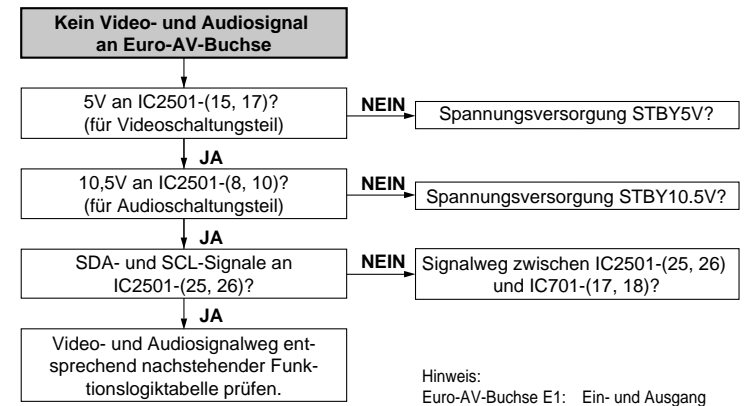 Kein Video- und Audiosignal
an Euro-AV-Buchse
5V an IC2501-(15, 17)?
(für Videoschaltungsteil)
NEIN
Spannungsversorgung STBY5V?
JA
10,5V an IC2501-(8, 10)?
(für Audioschaltungsteil)
NEIN
Spannungsversorgung STBY10.5V?
JA
SDA- und SCL-Signale an
IC2501-(25, 26)?
NEIN
Signalweg zwischen IC2501-(25, 26)
und IC701-(17, 18)?
JA
Video- und Audiosignalweg ent-
sprechend nachstehender Funk-
tionslogiktabelle prüfen.
Hinweis:
Euro-AV-Buchse E1: Ein- und Ausgang